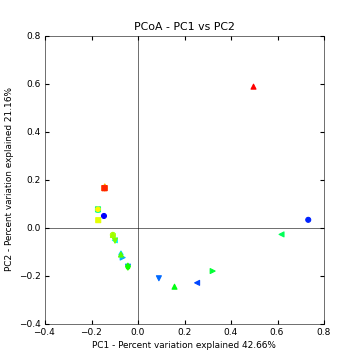 PCoA - PC1 vs PC2
PC2 - Percent variation explained 21.16%
0.8
0.6
0.4
0.2
0.0
−0.2
−0.4
−0.4 −0.2 0.0 0.2 0.4 0.6 0.8
PC1 - Percent variation explained 42.66%